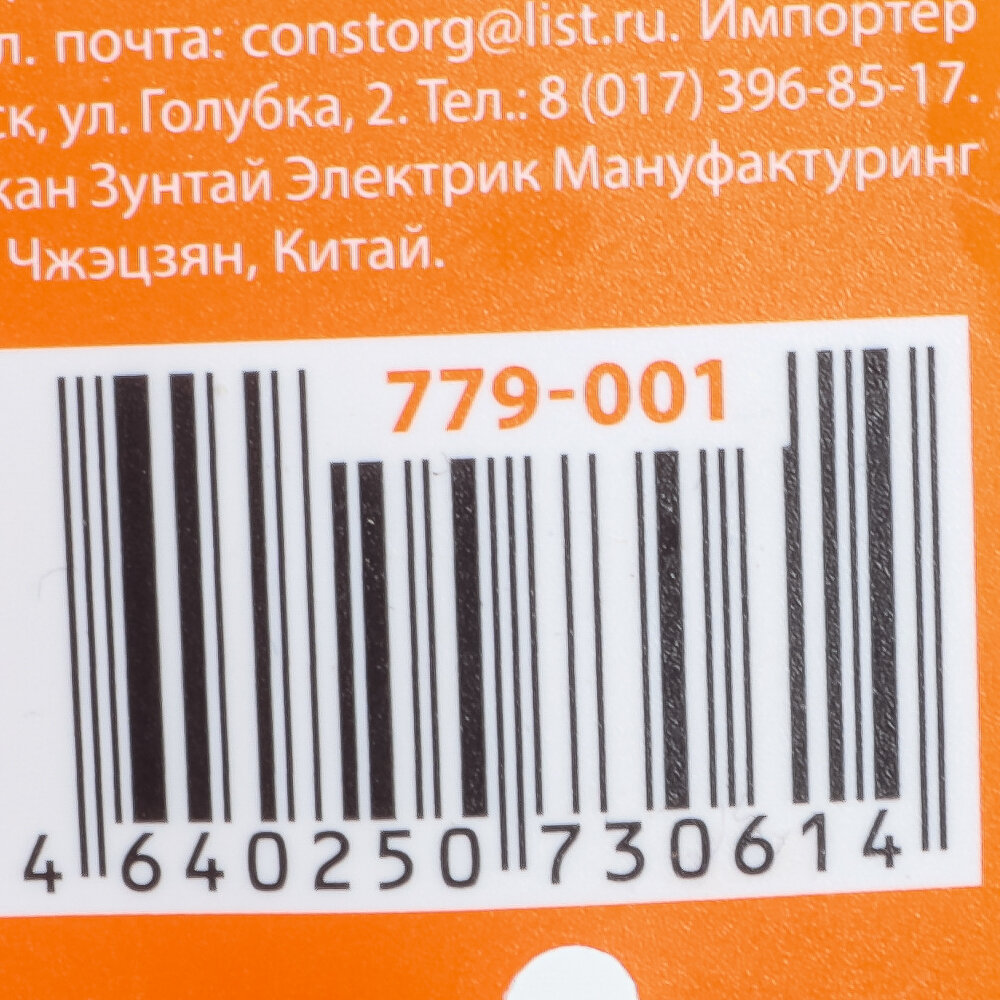 л. почта: constorg@list.ru. Импортер
ск, ул. Голубка, 2. Тел.: 8 (017) 396-85-17.
кан Зунтай Электрик Мануфактуринг
Чжэцзян, Китай.
779-001
4 640250 730614